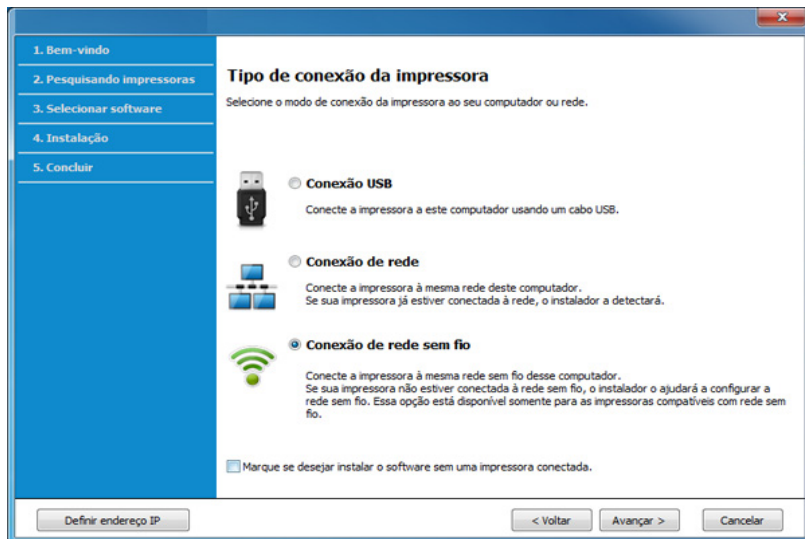 1. Bem-vindo
2. Pesquisando impressoras
3. Selecionar software
4. Instalação
5. Concluir
Tipo de conexão da impressora
Selecione o modo de conexão da impressora ao seu computador ou rede.
Conexão USB
Conecte a impressora a este computador usando um cabo USB.
Conexão de rede
Conecte a impressora à mesma rede deste computador.
Se sua impressora já estiver conectada à rede, o instalador a detectará.
Conexão de rede sem fio
Conecte a impressora à mesma rede sem fio desse computador.
Se sua impressora não estiver conectada à rede sem fio, o instalador o ajudará a configurar a
rede sem fio. Essa opção está disponível somente para as impressoras compatíveis com rede sem
fio.
Marque se desejar instalar o software sem uma impressora conectada.
Definir endereço IP
< Voltar
Avançar >
Cancelar